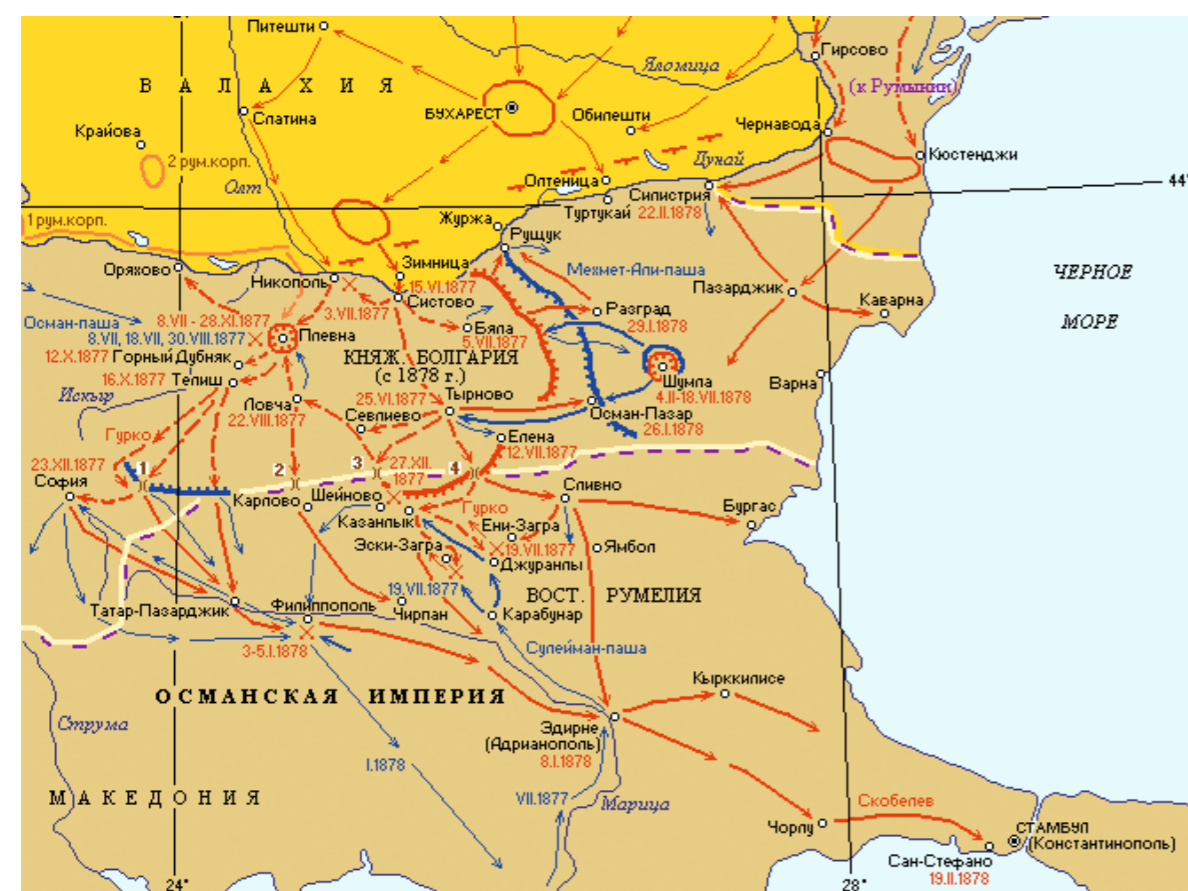 Питешти
Гирсово
Яломица
ВАЛАХИЯ
(к Румынии)
Слатина
БУХАРЕСТ
Обилешти
Чернавода
Крайова
2 рум.корп.
Дунай
Кюстенджи
Олт
Олтеница
Силистрия
44°
Туртукай
22.II.1878
1 рум.корп.
Журжа
Рущук
Оряхово
Зимница
Мехмет-Али-паша
ЧЕРНОЕ
Никополь
15.VI.1877
Пазарджик
Систово
Каварна
3.VII.1877
Разград
МОРЕ
Осман-паша
8.VII - 28.XI.1877
29.I.1878
8.VII, 18.VII, 30.VIII.1877
Плевна
Бяла
5.VII.1877
12.X.1877
Горный Дубняк
КНЯЖ. БОЛГАРИЯ
(с 1878 г.)
16.X.1877
Телиш
Шумла
Варна
4.II-18.VII.1878
Искыр
Ловча
25.VI.1877
Тырново
22.VIII.1877
Севлиево
Осман-Пазар
26.I.1878
Гурко
Елена
12.VII.1877
23.XII.1877
1
2
3
27.XII.
1877
4
София
Карлово
Шейново
Сливно
Бургас
Казанлык
Гурко
Ени-Загра
Эски-Загра
19.VII.1877
Ямбол
Джуранлы
19.VII.1877
ВОСТ. РУМЕЛИЯ
Татар-Пазарджик
Филиппополь
Чирпан
Карабунар
3-5.I.1878
Сулейман-паша
Кырккилисе
ОСМАНСКАЯ ИМПЕРИЯ
Струма
Эдирне
(Адрианополь)
8.I.1878
I.1878
МАКЕДОНИЯ
VII.1877
Марица
Скобелев
Чорлу
СТАМБУЛ
(Константинополь)
Сан-Стефано
19.II.1878
24°
28°